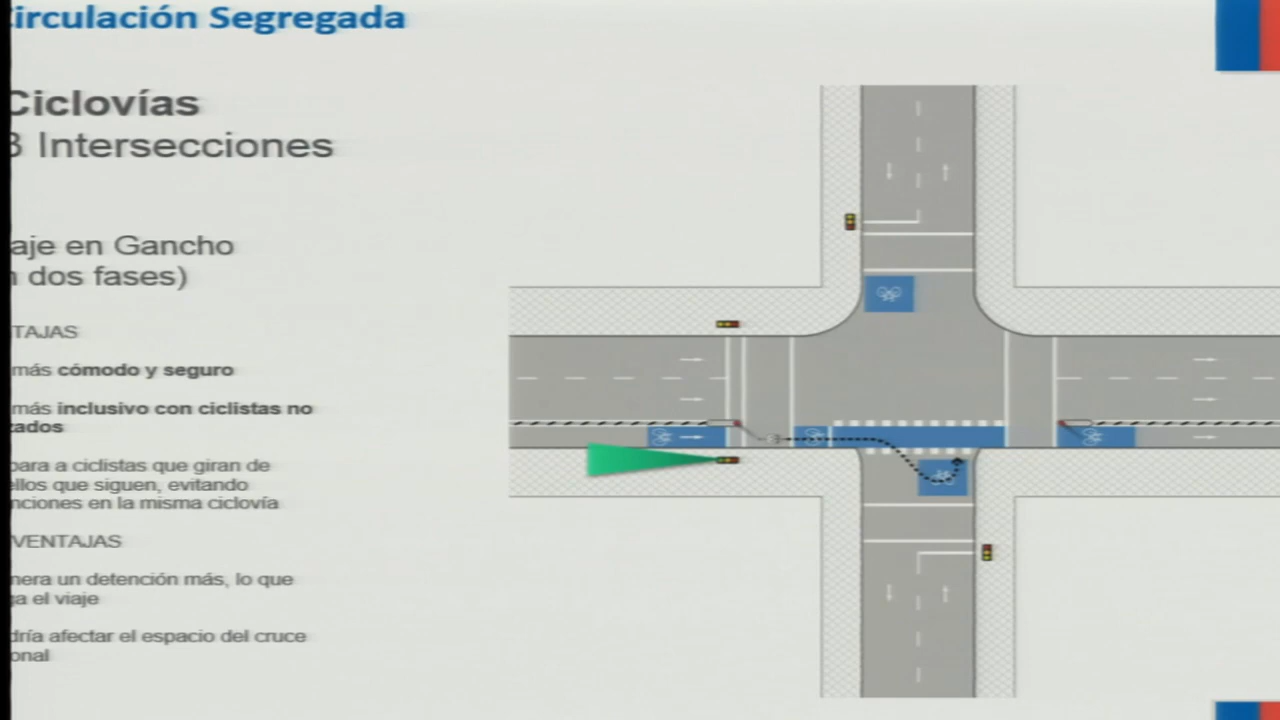 irculación Segregada
Ciclovías
3 Intersecciones
aje en Gancho
n dos fases)
TAJAS
más cómodo y seguro
más inclusivo con ciclistas no
zados
para a ciclistas que giran de
ellos que siguen, evitando
nciones en la misma ciclovía
VENTAJAS
nera un detención más, lo que
ga el viaje
dría afectar el espacio del cruce
onal